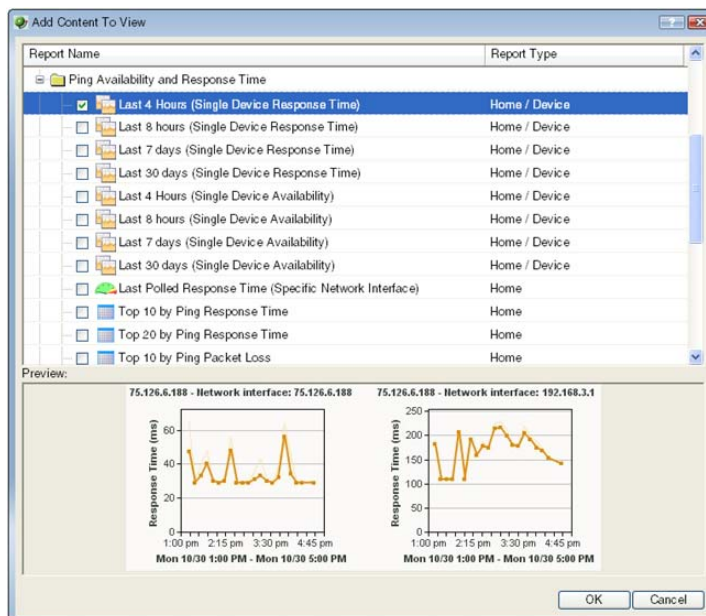 Add Content To View
Report Name Report Type
Ping Availability and Response Time
Last 4 Hours (Single Device Response Time) Home / Device
Last 8 hours (Single Device Response Time) Home / Device
Last 7 days (Single Device Response Time) Home / Device
Last 30 days (Single Device Response Time) Home / Device
Last 4 Hours (Single Device Availability) Home / Device
Last 8 hours (Single Device Availability) Home / Device
Last 7 days (Single Device Availability) Home / Device
Last 30 days (Single Device Availability) Home / Device
Last Polled Response Time (Specific Network Interface) Home
Top 10 by Ping Response Time Home
Top 20 by Ping Response Time Home
Top 10 by Ping Packet Loss Home
Preview:
75.126.6.188 - Network interface: 75.126.6.188
Response Time (ms)
60
40
20
0
1:00 pm 2:15 pm 3:30 pm 4:45 pm
Mon 10/30 1:00 PM - Mon 10/30 5:00 PM
75.126.6.188 - Network interface: 192.168.3.1
Response Time (ms)
250
200
150
100
50
0
1:00 pm 2:15 pm 3:30 pm 4:45 pm
Mon 10/30 1:00 PM - Mon 10/30 5:00 PM
OK Cancel